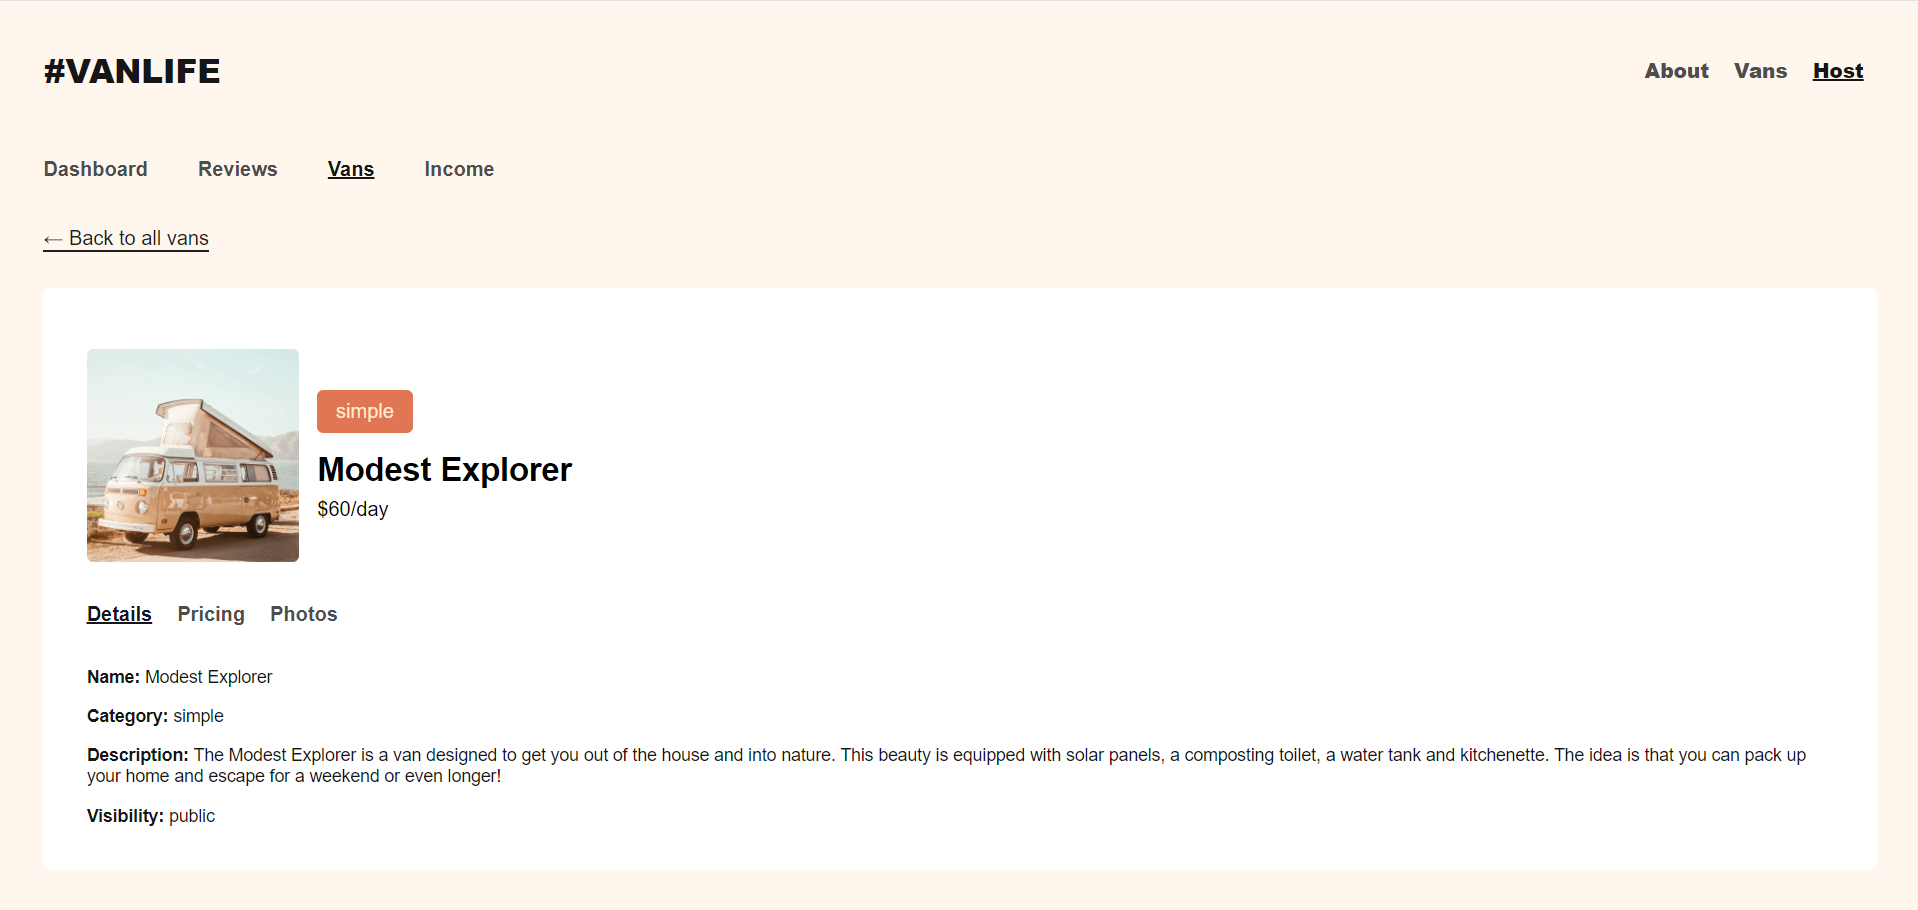 #VANLIFE
About Vans Host
Dashboard Reviews Vans Income
← Back to all vans
simple
Modest Explorer
$60/day
Details Pricing Photos
Name: Modest Explorer
Category: simple
Description: The Modest Explorer is a van designed to get you out of the house and into nature. This beauty is equipped with solar panels, a composting toilet, a water tank and kitchenette. The idea is that you can pack up
your home and escape for a weekend or even longer!
Visibility: public